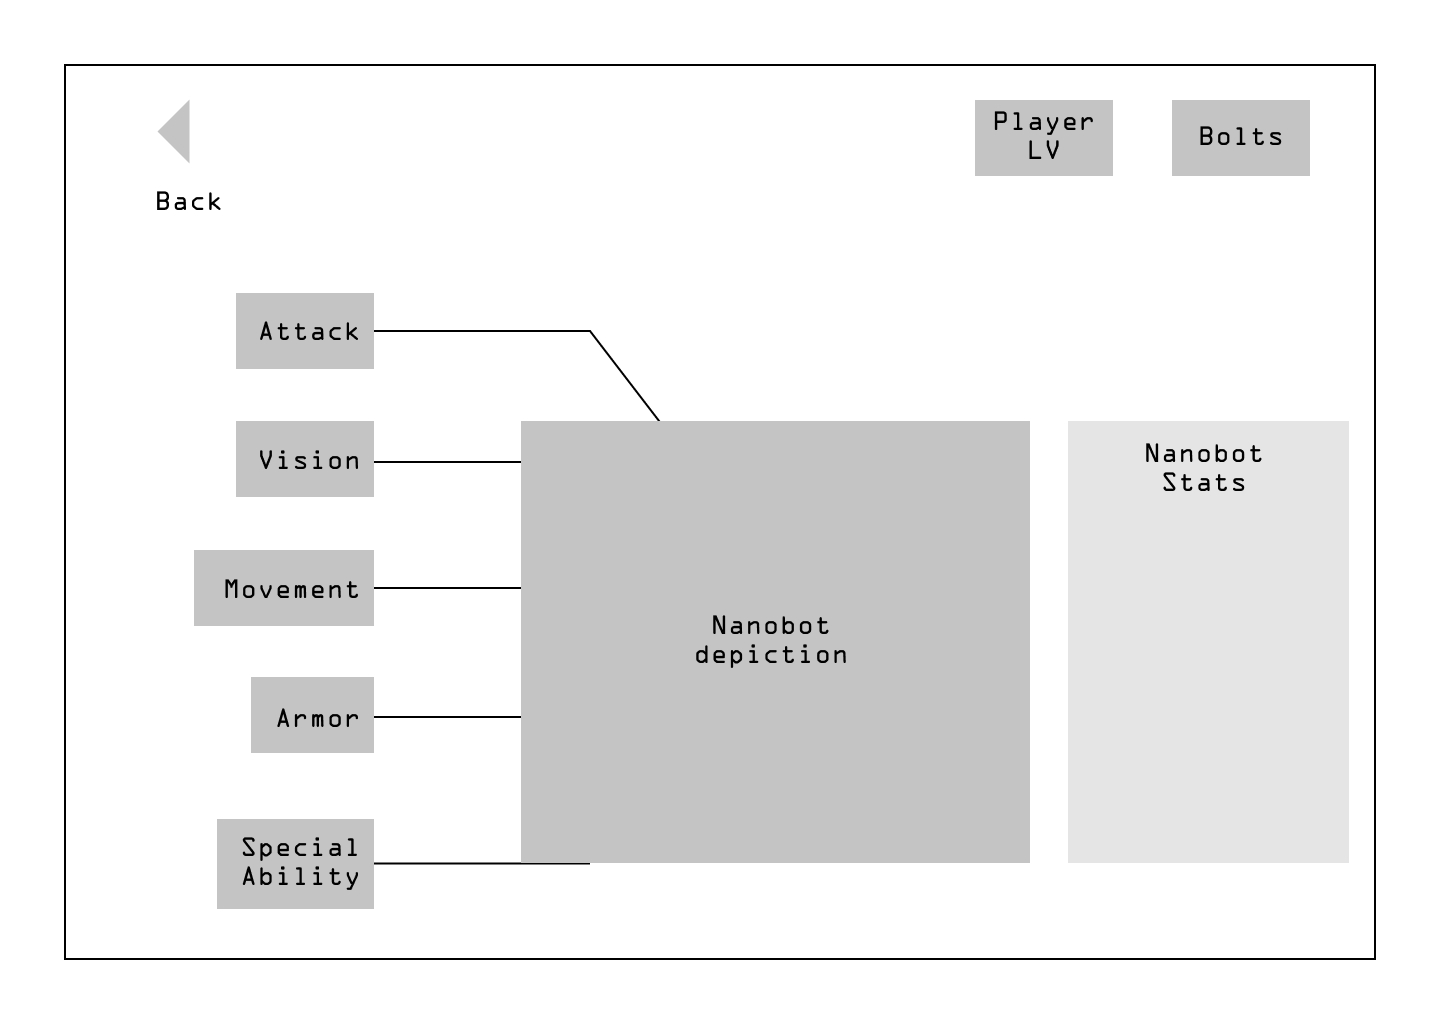 Player
LV
Bolts
Back
Attack
Vision
Movement
Armor
Special
Ability
Nanobot
depiction
Nanobot
Stats